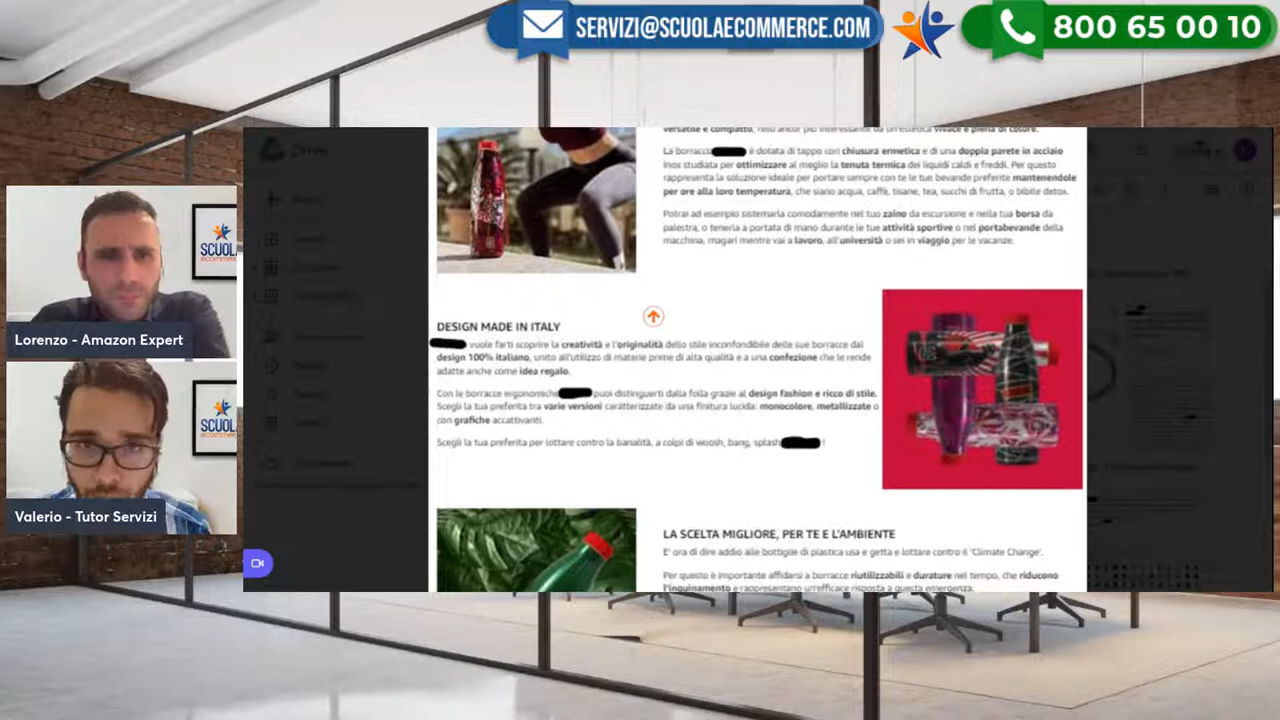 SERVIZI@SCUOLAECOMMERCE.COM
800 65 00 10
versatile e compatto, reso ancor più interessante da un'estetica vivace e piena di colore.
La borraccia è dotata di tappo con chiusura ermetica e di una doppia parete in acciaio
Inox studiata per ottimizzare al meglio la tenuta termica dei liquidi caldi e freddi. Per questo
rappresenta la soluzione ideale per portare sempre con te le tue bevande preferite mantenendole
per ore alla loro temperatura, che siano acqua, caffè, tisane, tea, succhi di frutta, o bibite detox.
Potrai ad esempio sistemarla comodamente nel tuo zaino da escursione e nella tua borsa da
palestra, o tenerla a portata di mano durante le tue attività sportive o nel portabevande della
macchina, magari mentre vai a lavoro, all'università o sei in viaggio per le vacanze.
DESIGN MADE IN ITALY
vuole farti scoprire la creatività e l'originalità dello stile inconfondibile delle sue borracce dal
design 100% italiano, unito all'utilizzo di materie prime di alta qualità e a una confezione che le rende
adatte anche come idea regalo.
Con le borracce ergonomiche puoi distinguerti dalla folla grazie al design fashion e ricco di stile.
Scegli la tua preferita tra varie versioni caratterizzate da una finitura lucida: monocolore, metallizzate o
con grafiche accattivanti.
Scegli la tua preferita per lottare contro la banalità, a colpi di woosh, bang, splash !
LA SCELTA MIGLIORE, PER TE E L'AMBIENTE
E' ora di dire addio alle bottiglie di plastica usa e getta e lottare contro il 'Climate Change'.
Per questo è importante affidarsi a borracce riutilizzabili e durature nel tempo, che riducono
l'inquinamento e rappresentano un'efficace risposta a questa emergenza.
SCUOL
ecommerce
Lorenzo - Amazon Expert
SCUOL
ecommerc
Valerio - Tutor Servizi